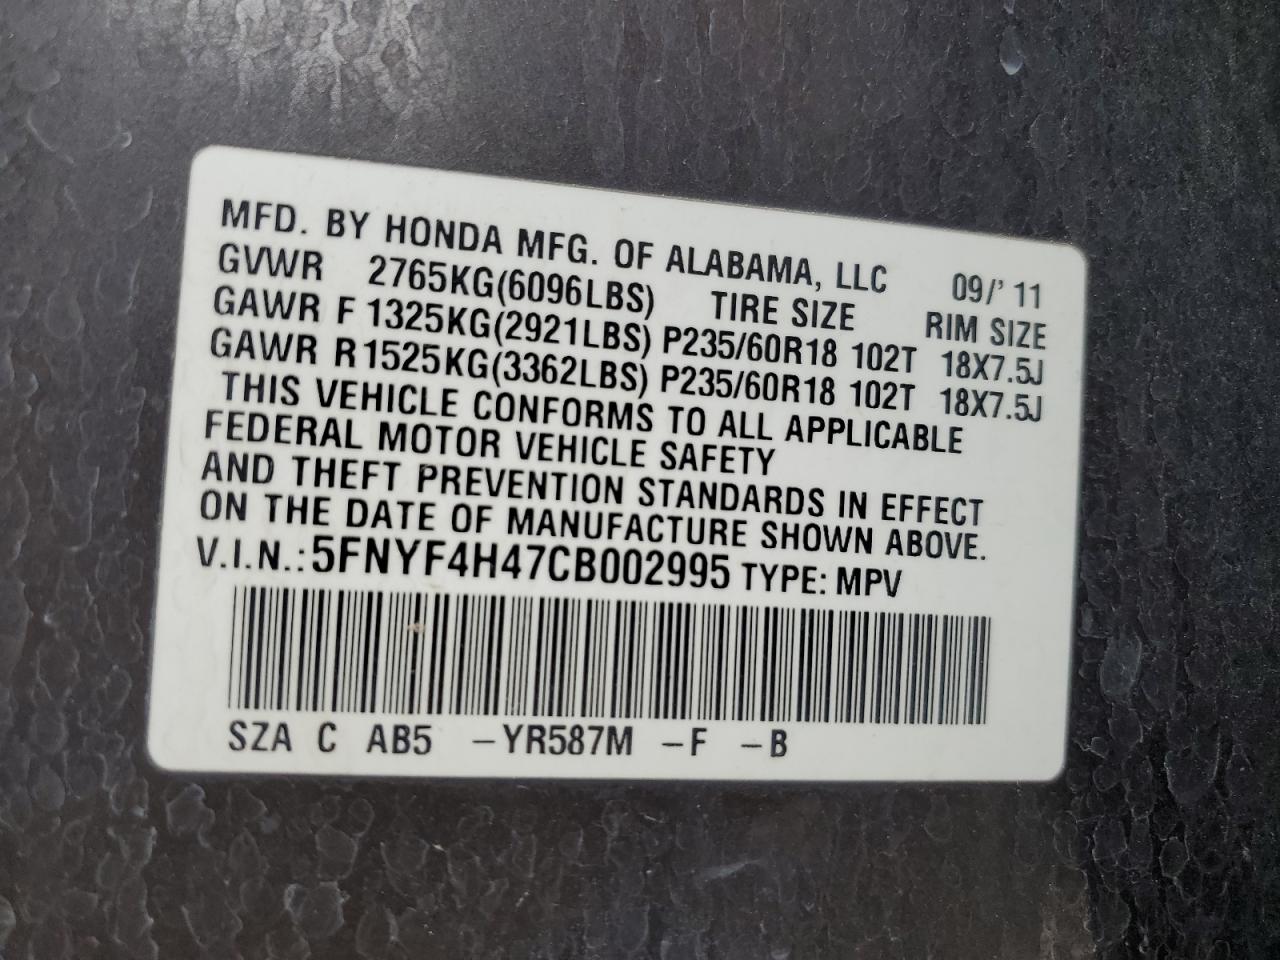 MFD. BY HONDA MFG. OF ALABAMA, LLC 09/' 11
GVWR 2765KG(6096LBS) TIRE SIZE RIM SIZE
GAWR F 1325KG(2921LBS) P235/60R18 102T 18X7.5J
GAWR R 1525KG(3362LBS) P235/60R18 102T 18X7.5J
THIS VEHICLE CONFORMS TO ALL APPLICABLE
FEDERAL MOTOR VEHICLE SAFETY
AND THEFT PREVENTION STANDARDS IN EFFECT
ON THE DATE OF MANUFACTURE SHOWN ABOVE.
V.I.N.: 5FNYF4H47CB002995 TYPE: MPV
SZA C AB5 -YR587M -F -B